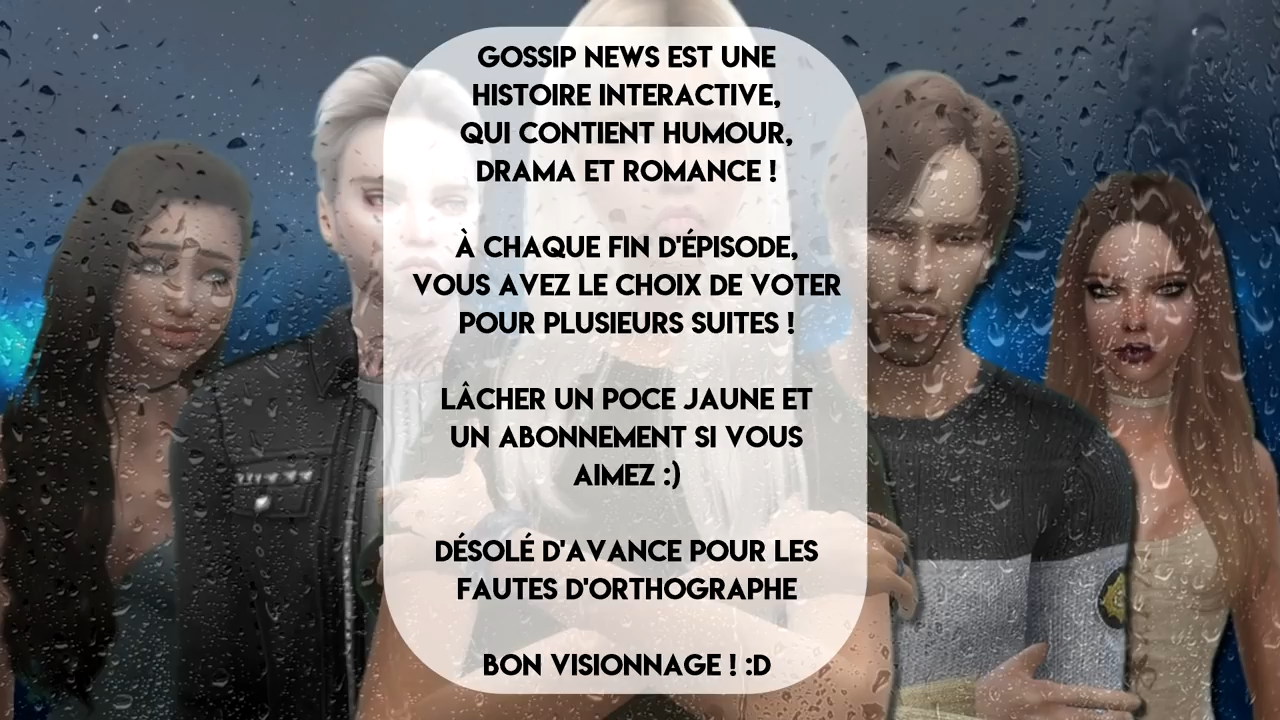 GOSSIP NEWS EST UNE
HISTOIRE INTERACTIVE,
QUI CONTIENT HUMOUR,
DRAMA ET ROMANCE !
À CHAQUE FIN D'ÉPISODE,
VOUS AVEZ LE CHOIX DE VOTER
POUR PLUSIEURS SUITES !
LÂCHER UN POCE JAUNE ET
UN ABONNEMENT SI VOUS
AIMEZ :)
DÉSOLÉ D'AVANCE POUR LES
FAUTES D'ORTHOGRAPHE
BON VISIONNAGE ! :D